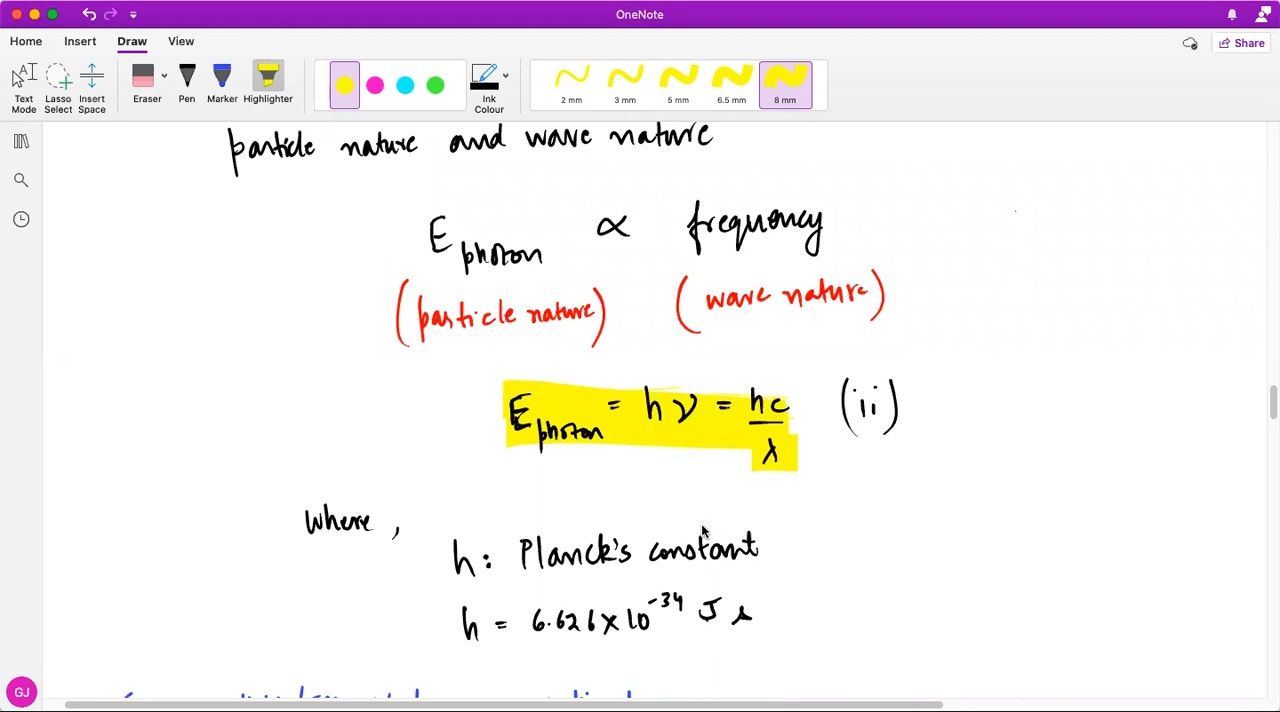 OneNote
Home Insert Draw View
Share
Text Mode
Lasso Select
Insert Space
Eraser
Pen
Marker
Highlighter
Ink Colour
2 mm
3 mm
5 mm
6.5 mm
8 mm
particle nature and wave nature
E photon ∝ frequency
(particle nature) (wave nature)
E photon = hν = hc/λ (ii)
where,
h: Planck's constant
h = 6.626×10⁻³⁴ J s
GJ